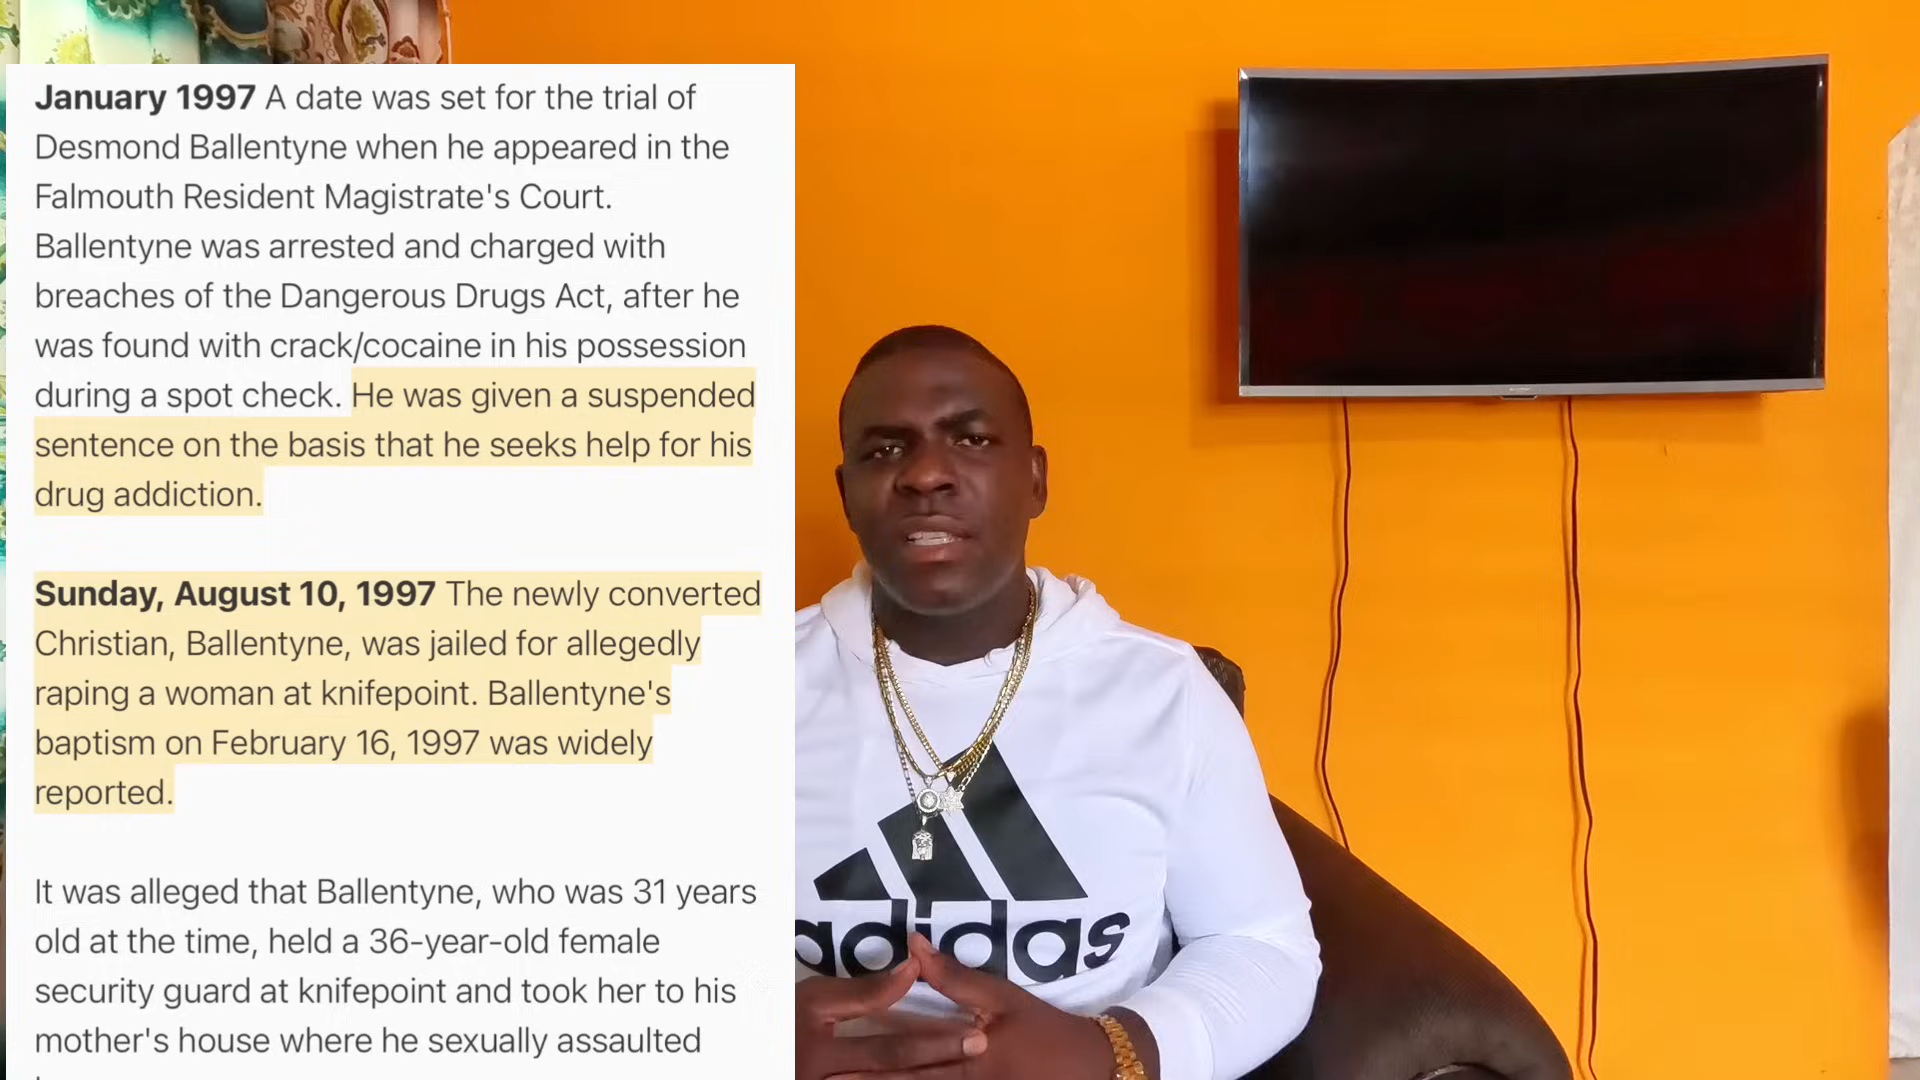 January 1997 A date was set for the trial of
Desmond Ballentyne when he appeared in the
Falmouth Resident Magistrate's Court.
Ballentyne was arrested and charged with
breaches of the Dangerous Drugs Act, after he
was found with crack/cocaine in his possession
during a spot check. He was given a suspended
sentence on the basis that he seeks help for his
drug addiction.
Sunday, August 10, 1997 The newly converted
Christian, Ballentyne, was jailed for allegedly
raping a woman at knifepoint. Ballentyne's
baptism on February 16, 1997 was widely
reported.
It was alleged that Ballentyne, who was 31 years
old at the time, held a 36-year-old female
security guard at knifepoint and took her to his
mother's house where he sexually assaulted
adidas